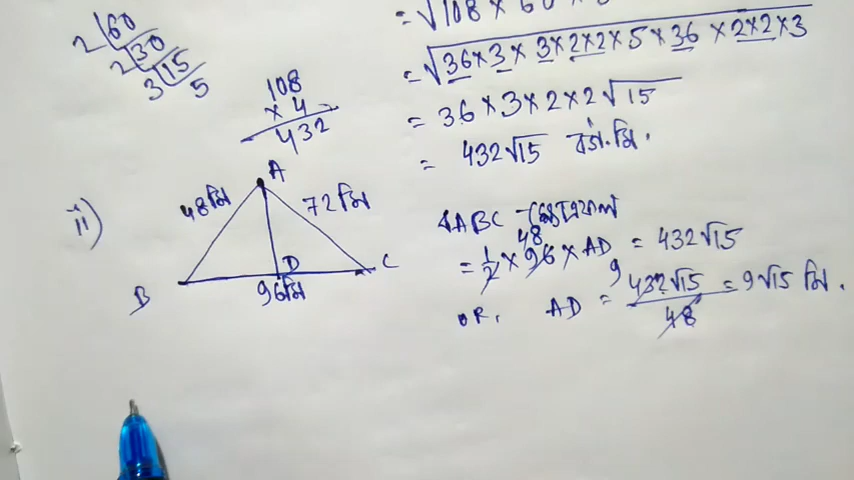 = √108 × 60 ×
2 | 60
2 | 30
3 | 15
5
= √36×3×3×2×2×5×36×2×2×3
108
× 4
432
= 36×3×2×2√15
= 432√15 বর্গ.মি.
ii)
A
48মি
72মি
B
D
C
96মি
ΔABC -ক্ষেত্রফল
48
= 1/2 × 96 × AD = 432√15
9
OR, AD = 432√15/48 = 9√15 মি.